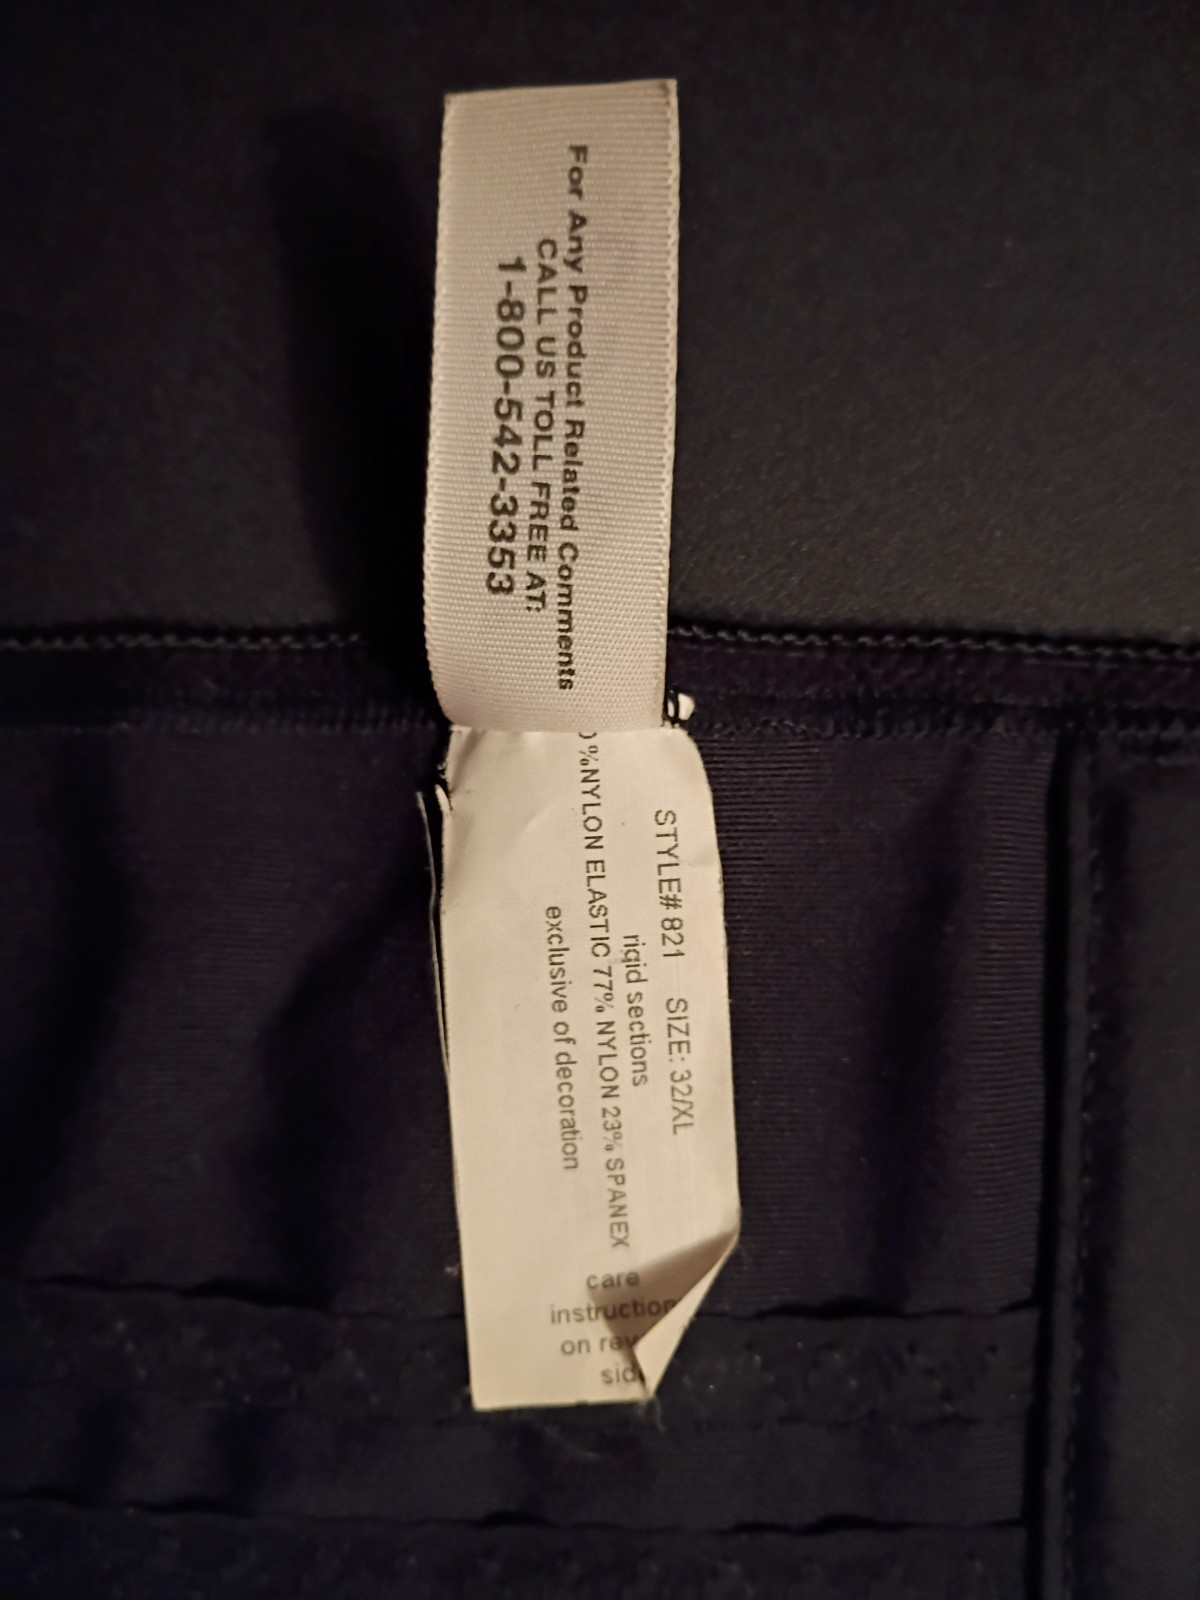 For Any Product Related Comments
CALL US TOLL FREE AT:
1-800-542-3353
STYLE# 821 SIZE: 32/XL
rigid sections
%NYLON ELASTIC 77% NYLON 23% SPANEX
exclusive of decoration
care
instruction
on rev
sid